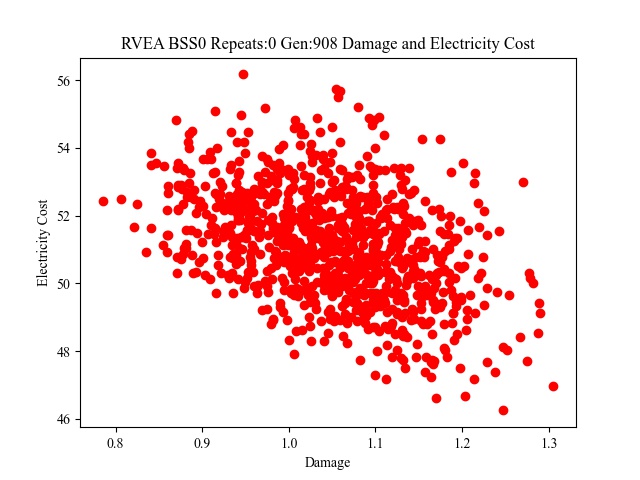 RVEA BSS0 Repeats:0 Gen:908 Damage and Electricity Cost
56
54
52
50
48
46
Electricity Cost
0.8 0.9 1.0 1.1 1.2 1.3
Damage